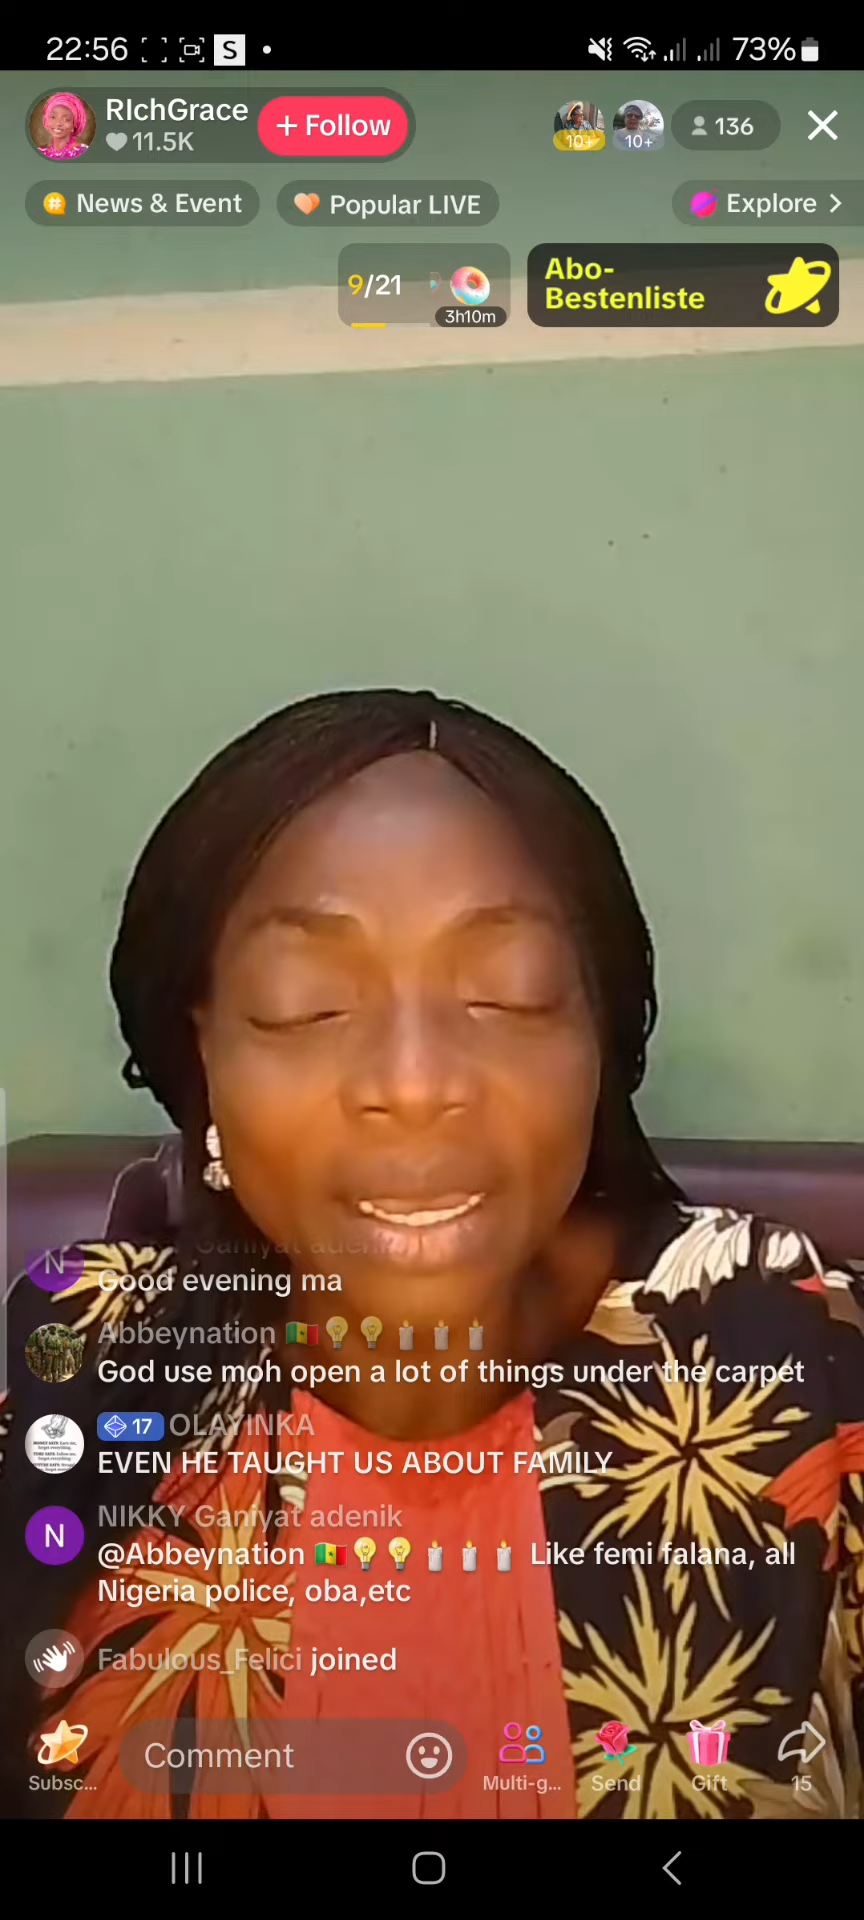 22:56
S
73%
RIchGrace
+ Follow
11.5K
10+
10+
136
News & Event
Popular LIVE
Explore
9/21
3h10m
Abo-
Bestenliste
Ganiyat adenik
N
Good evening ma
Abbeynation 🇸🇳💡💡🕯️🕯️🕯️
God use moh open a lot of things under the carpet
17 OLAYINKA
EVEN HE TAUGHT US ABOUT FAMILY
N
NIKKY Ganiyat adenik
@Abbeynation 🇸🇳💡💡🕯️🕯️🕯️ Like femi falana, all
Nigeria police, oba,etc
Fabulous_Felici joined
Comment
Subsc...
Multi-g...
Send
Gift
15